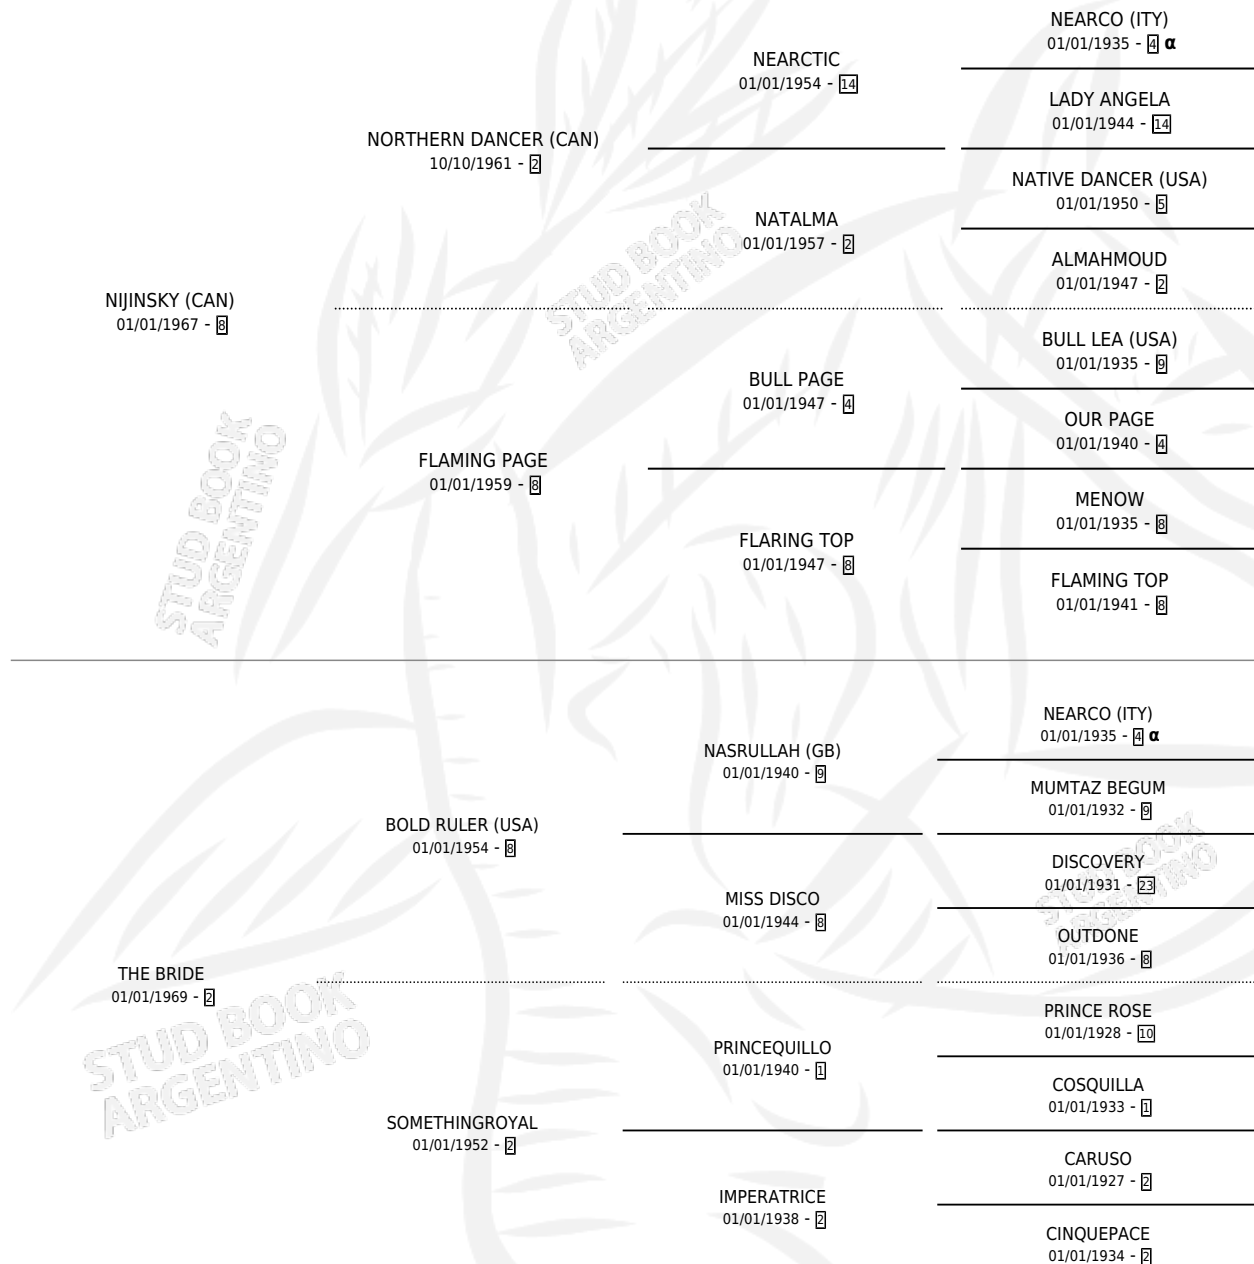 NEARCO (ITY)
01/01/1935 - 4 α
NEARCTIC
01/01/1954 - 14
LADY ANGELA
01/01/1944 - 14
NORTHERN DANCER (CAN)
10/10/1961 - 2
NATIVE DANCER (USA)
01/01/1950 - 5
NATALMA
01/01/1957 - 2
ALMAHMOUD
01/01/1947 - 2
NIJINSKY (CAN)
01/01/1967 - 8
BULL LEA (USA)
01/01/1935 - 9
BULL PAGE
01/01/1947 - 4
OUR PAGE
01/01/1940 - 4
FLAMING PAGE
01/01/1959 - 8
MENOW
01/01/1935 - 8
FLARING TOP
01/01/1947 - 8
FLAMING TOP
01/01/1941 - 8
STUD BOOK
ARGENTINO
STUD BOOK
ARGENTINO
NEARCO (ITY)
01/01/1935 - 4 α
NASRULLAH (GB)
01/01/1940 - 9
MUMTAZ BEGUM
01/01/1932 - 9
BOLD RULER (USA)
01/01/1954 - 8
DISCOVERY
01/01/1931 - 23
MISS DISCO
01/01/1944 - 8
OUTDONE
01/01/1936 - 8
THE BRIDE
01/01/1969 - 2
PRINCE ROSE
01/01/1928 - 10
PRINCEQUILLO
01/01/1940 - 1
COSQUILLA
01/01/1933 - 1
SOMETHINGROYAL
01/01/1952 - 2
CARUSO
01/01/1927 - 2
IMPERATRICE
01/01/1938 - 2
CINQUEPACE
01/01/1934 - 2
STUD BOOK
ARGENTINO
STUD BOOK
ARGENTINO